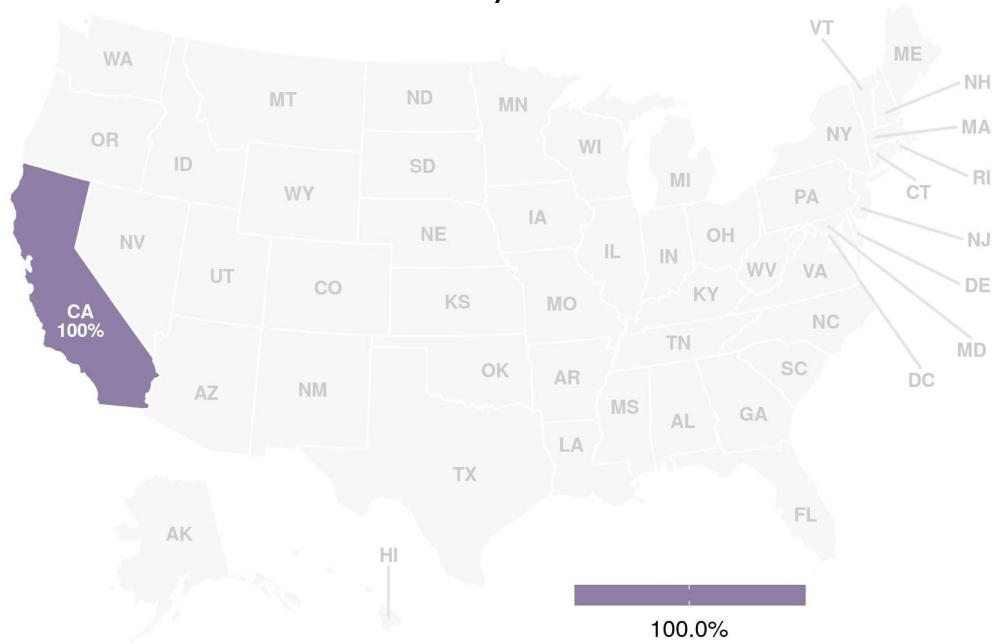 VT
ME
WA
NH
MT
ND
MN
MA
OR
NY
ID
SD
WI
RI
MI
WY
CT
PA
IA
NE
OH
NJ
NV
IL
IN
WV
VA
UT
CO
DE
KS
KY
MO
CA
100%
NC
TN
MD
SC
OK
AR
DC
AZ
NM
MS
GA
AL
LA
TX
FL
AK
HI
100.0%